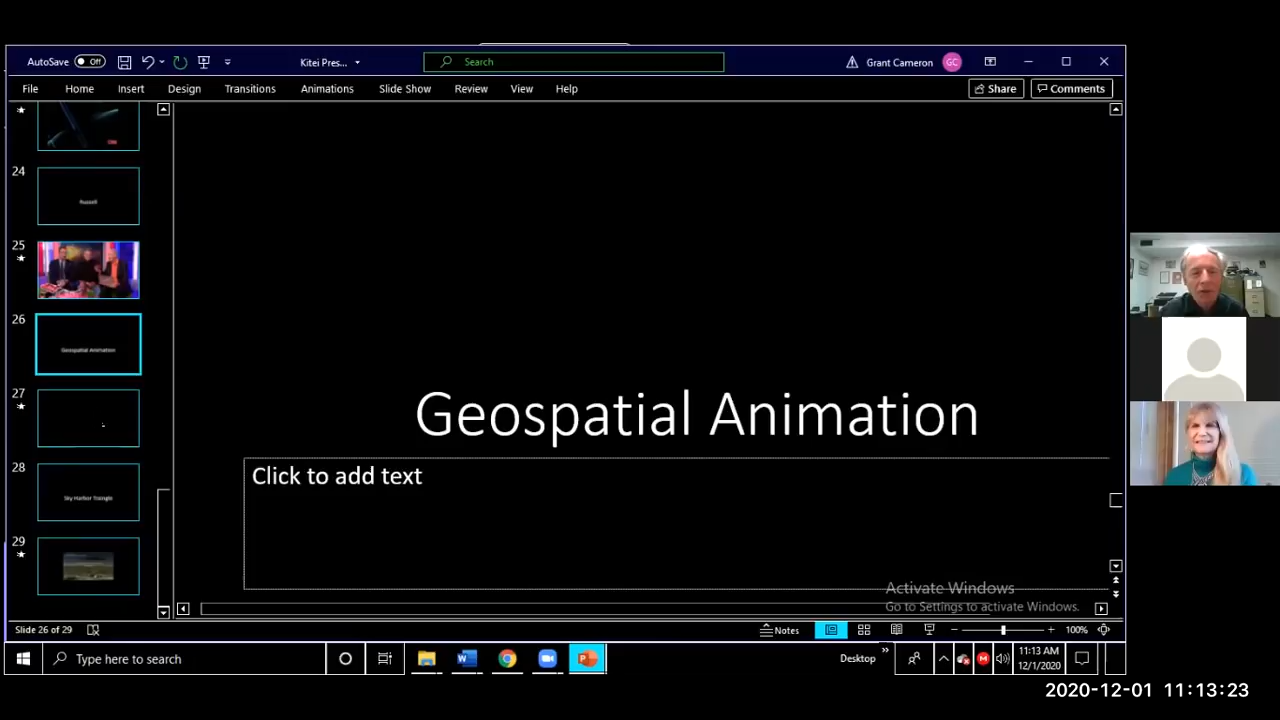 AutoSave Off
Kitei Pres...
Search
Grant Cameron GC
File Home Insert Design Transitions Animations Slide Show Review View Help
Share Comments
24
Russell
25
26
Geospatial Animation
27
28
Sky Harbor Triangle
29
Geospatial Animation
Click to add text
Activate Windows
Go to Settings to activate Windows.
Slide 26 of 29
Notes
100%
Type here to search
Desktop
11:13 AM
12/1/2020
2020-12-01 11:13:23